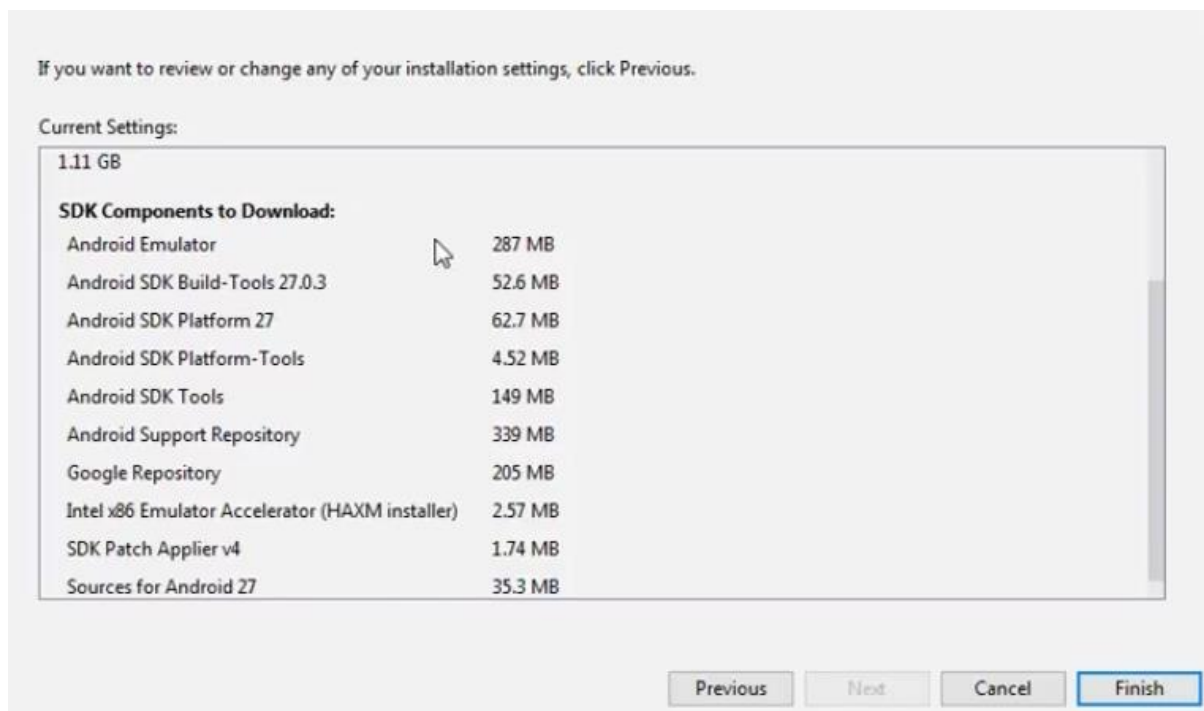 If you want to review or change any of your installation settings, click Previous.
Current Settings:
1.11 GB
SDK Components to Download:
Android Emulator 287 MB
Android SDK Build-Tools 27.0.3 52.6 MB
Android SDK Platform 27 62.7 MB
Android SDK Platform-Tools 4.52 MB
Android SDK Tools 149 MB
Android Support Repository 339 MB
Google Repository 205 MB
Intel x86 Emulator Accelerator (HAXM installer) 2.57 MB
SDK Patch Applier v4 1.74 MB
Sources for Android 27 35.3 MB
Previous Next Cancel Finish